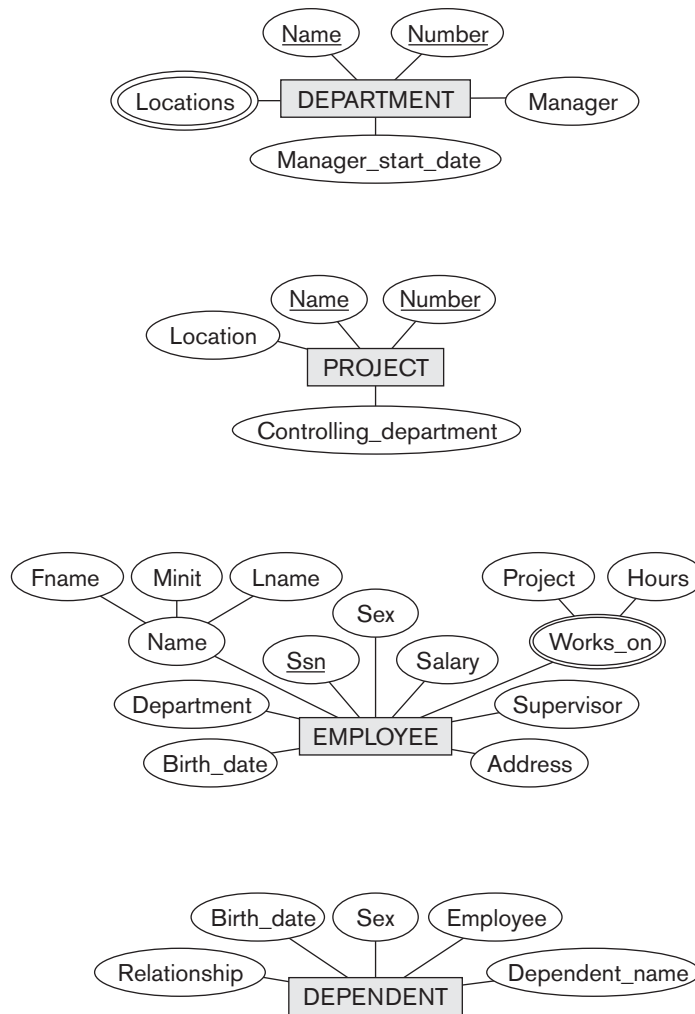 Name Number
Locations DEPARTMENT Manager
Manager_start_date
Name Number
Location
PROJECT
Controlling_department
Fname Minit Lname Project Hours
Sex
Name Works_on
Ssn Salary
Department Supervisor
EMPLOYEE
Birth_date Address
Birth_date Sex Employee
Relationship Dependent_name
DEPENDENT